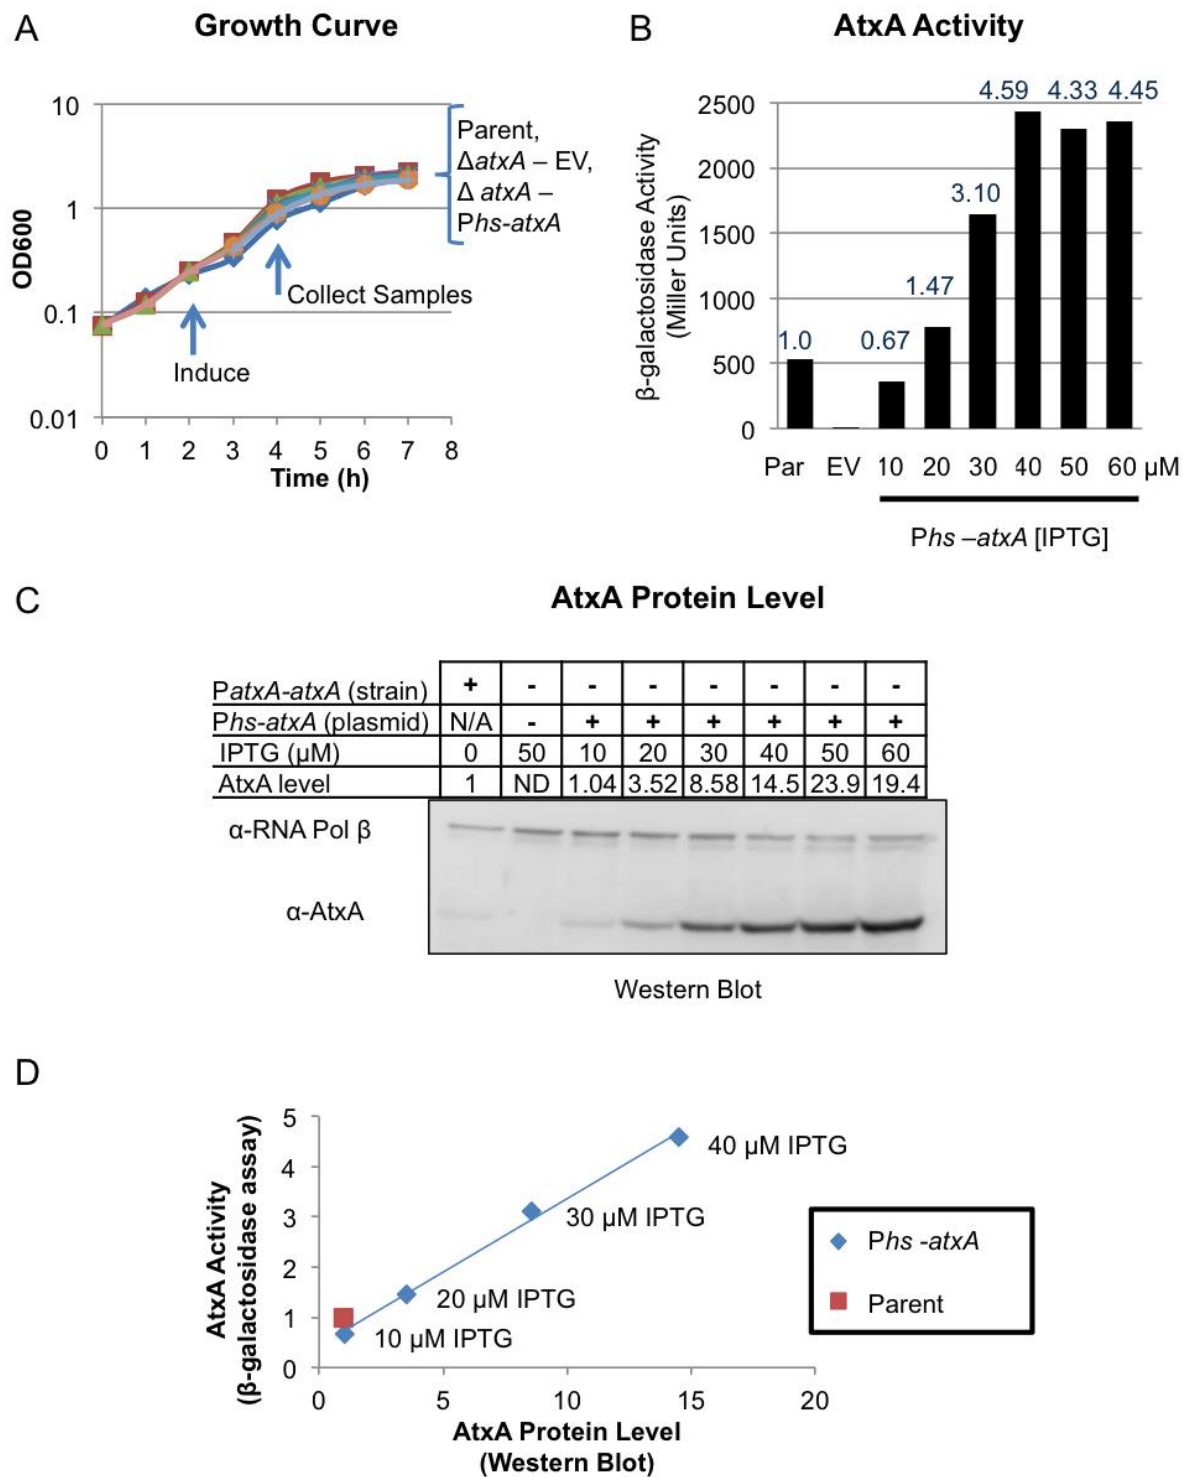 A
Growth Curve
10
1
0.1
0.01
OD600
0 1 2 3 4 5 6 7 8
Time (h)
Induce
Collect Samples
Parent,
ΔatxA – EV,
Δ atxA –
Phs-atxA
B
AtxA Activity
β-galactosidase Activity
(Miller Units)
2500
2000
1500
1000
500
0
1.0
0.67
1.47
3.10
4.59 4.33 4.45
Par EV 10 20 30 40 50 60 μM
Phs –atxA [IPTG]
C
AtxA Protein Level
PatxA-atxA (strain) + - - - - - - -
Phs-atxA (plasmid) N/A - + + + + + +
IPTG (μM) 0 50 10 20 30 40 50 60
AtxA level 1 ND 1.04 3.52 8.58 14.5 23.9 19.4
α-RNA Pol β
α-AtxA
Western Blot
D
AtxA Activity
(β-galactosidase assay)
5
4
3
2
1
0
40 μM IPTG
30 μM IPTG
20 μM IPTG
10 μM IPTG
0 5 10 15 20
AtxA Protein Level
(Western Blot)
Phs -atxA
Parent